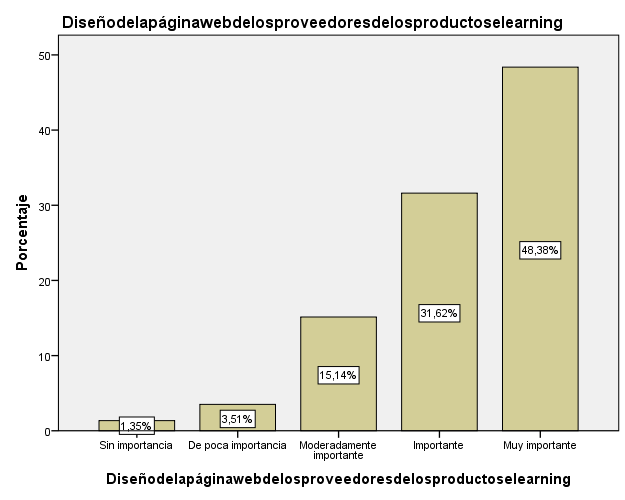 Diseñodelapáginawebdelosproveedoresdelosproductoselearning
Porcentaje
50
40
30
20
10
0
1,35%
3,51%
15,14%
31,62%
48,38%
Sin importancia
De poca importancia
Moderadamente
importante
Importante
Muy importante
Diseñodelapáginawebdelosproveedoresdelosproductoselearning